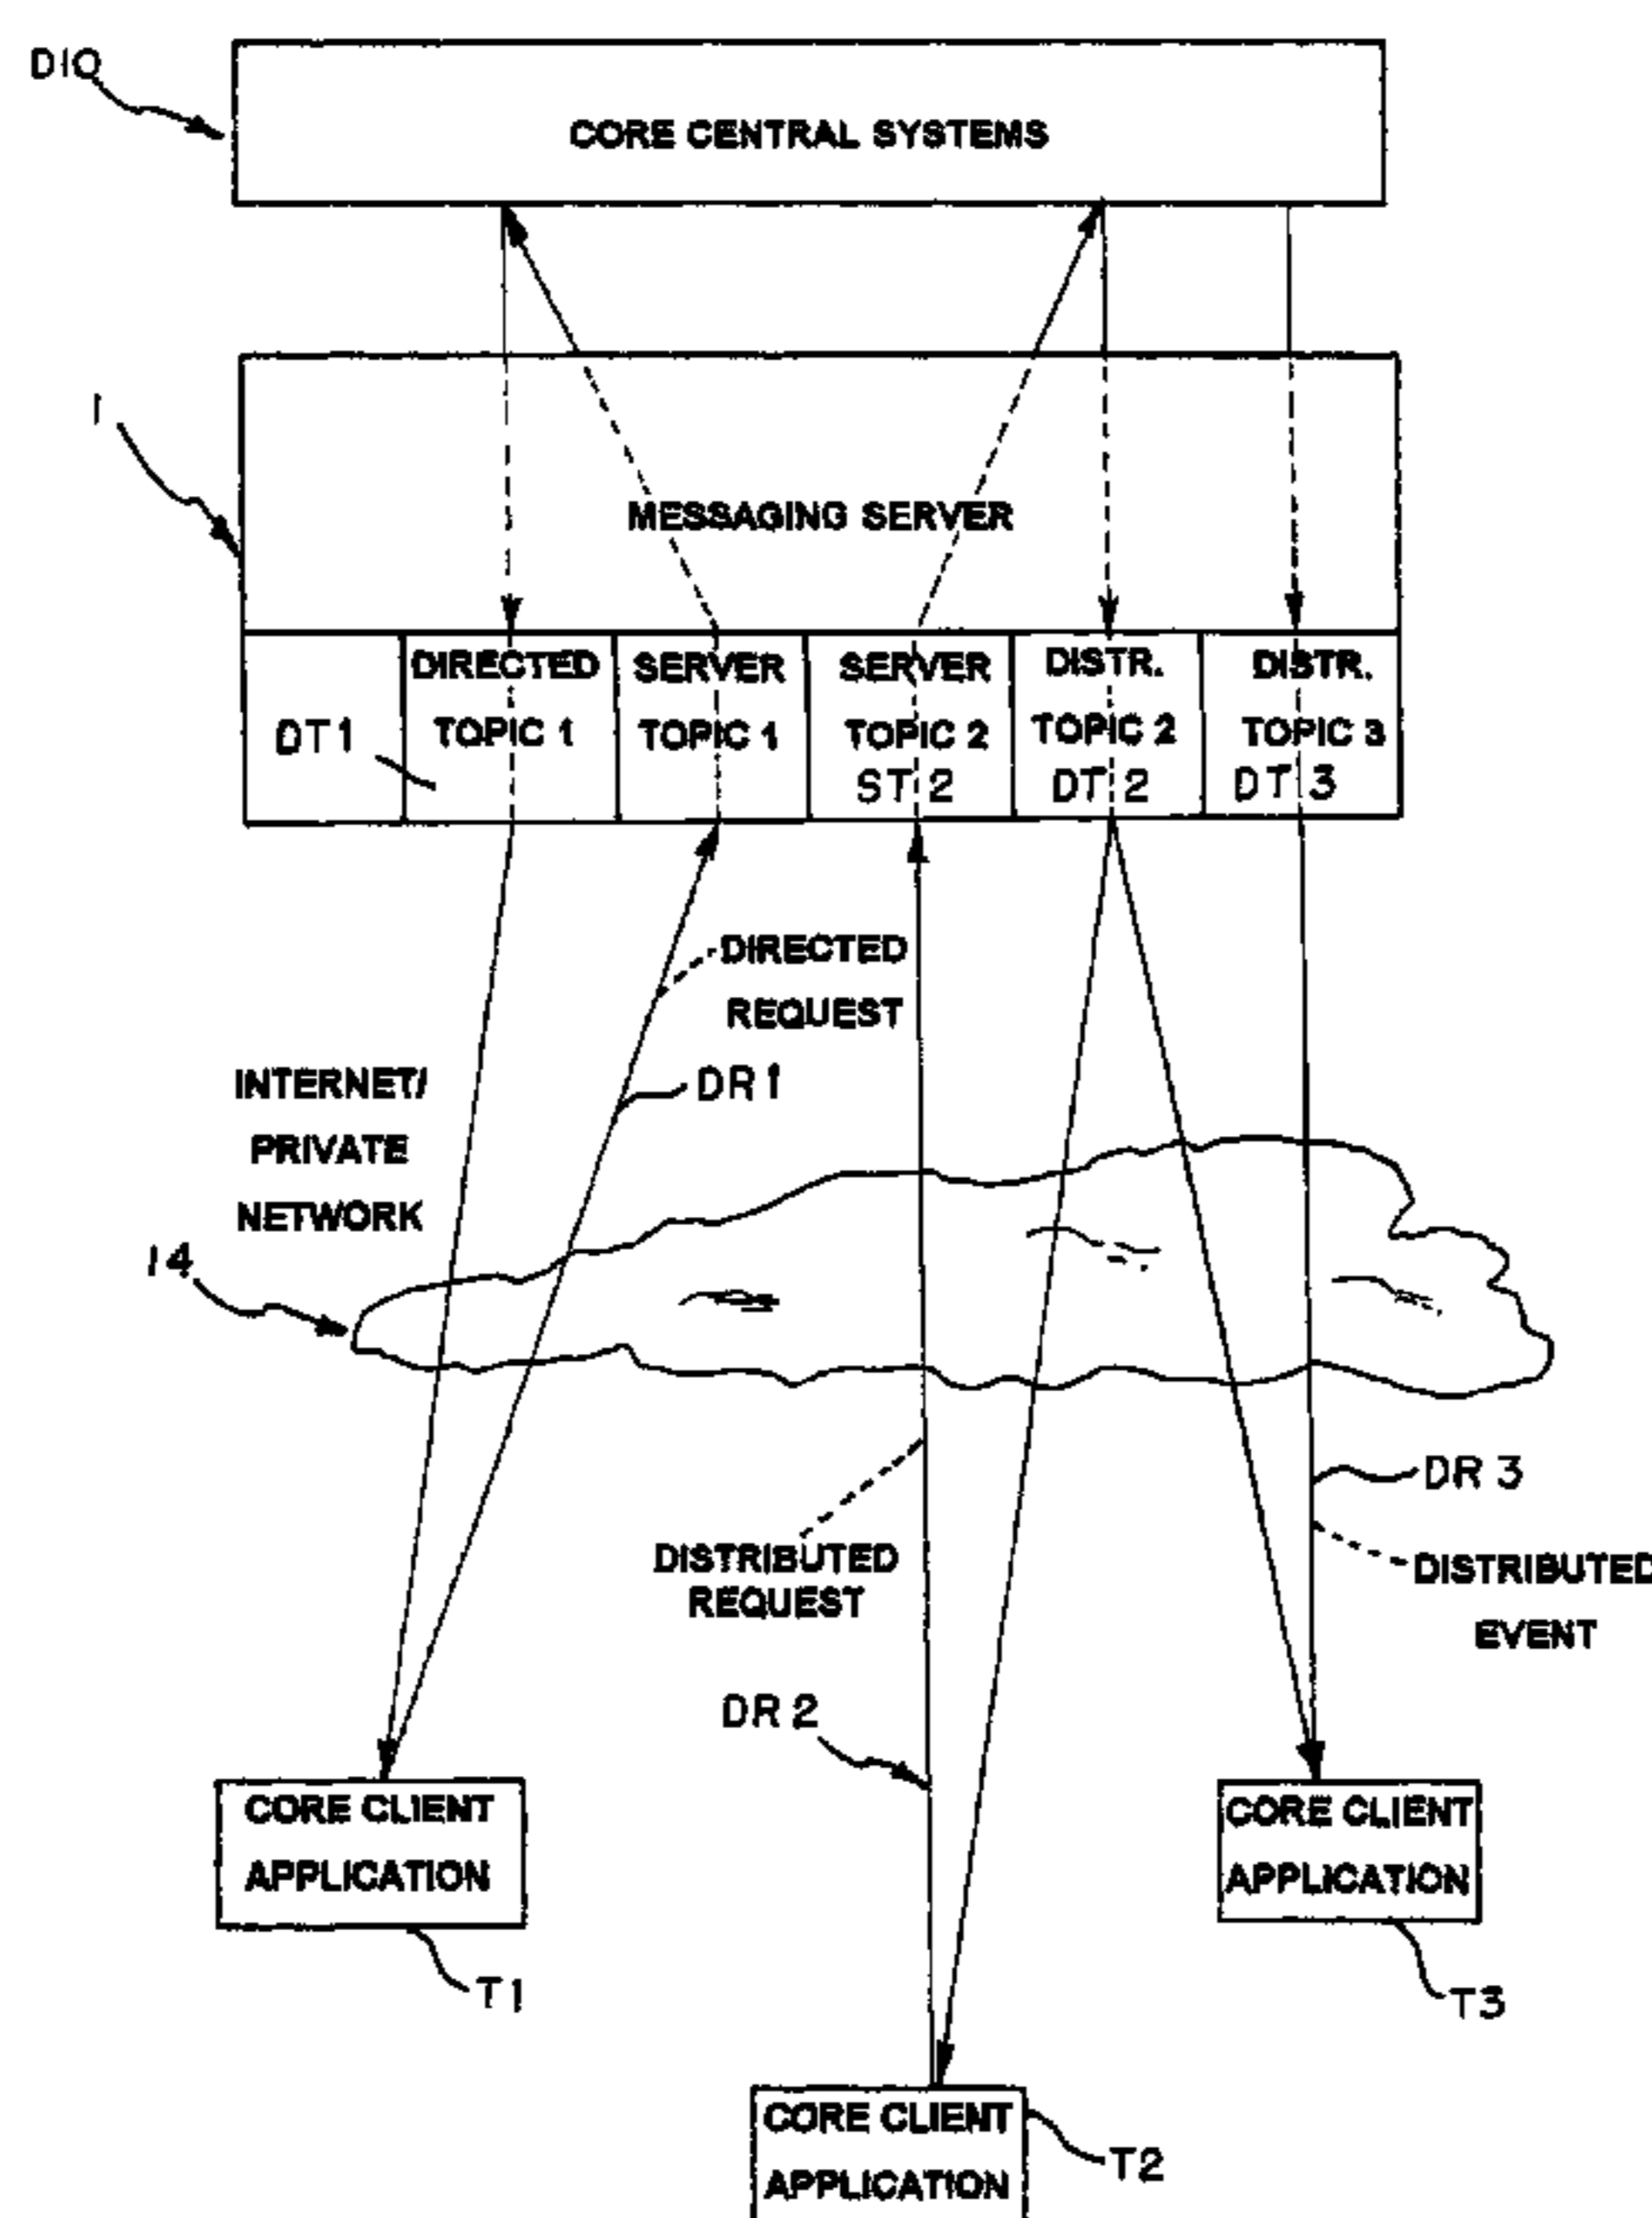 D10
CORE CENTRAL SYSTEMS
1
MESSAGING SERVER
DT1
DIRECTED
TOPIC 1
SERVER
TOPIC 1
SERVER
TOPIC 2
ST 2
DISTR.
TOPIC 2
DT 2
DISTR.
TOPIC 3
DT 3
DIRECTED
REQUEST
DR1
INTERNET/
PRIVATE
NETWORK
14
DISTRIBUTED
REQUEST
DR 3
DISTRIBUTED
EVENT
DR 2
CORE CLIENT
APPLICATION
T1
CORE CLIENT
APPLICATION
T3
CORE CLIENT
APPLICATION
T2